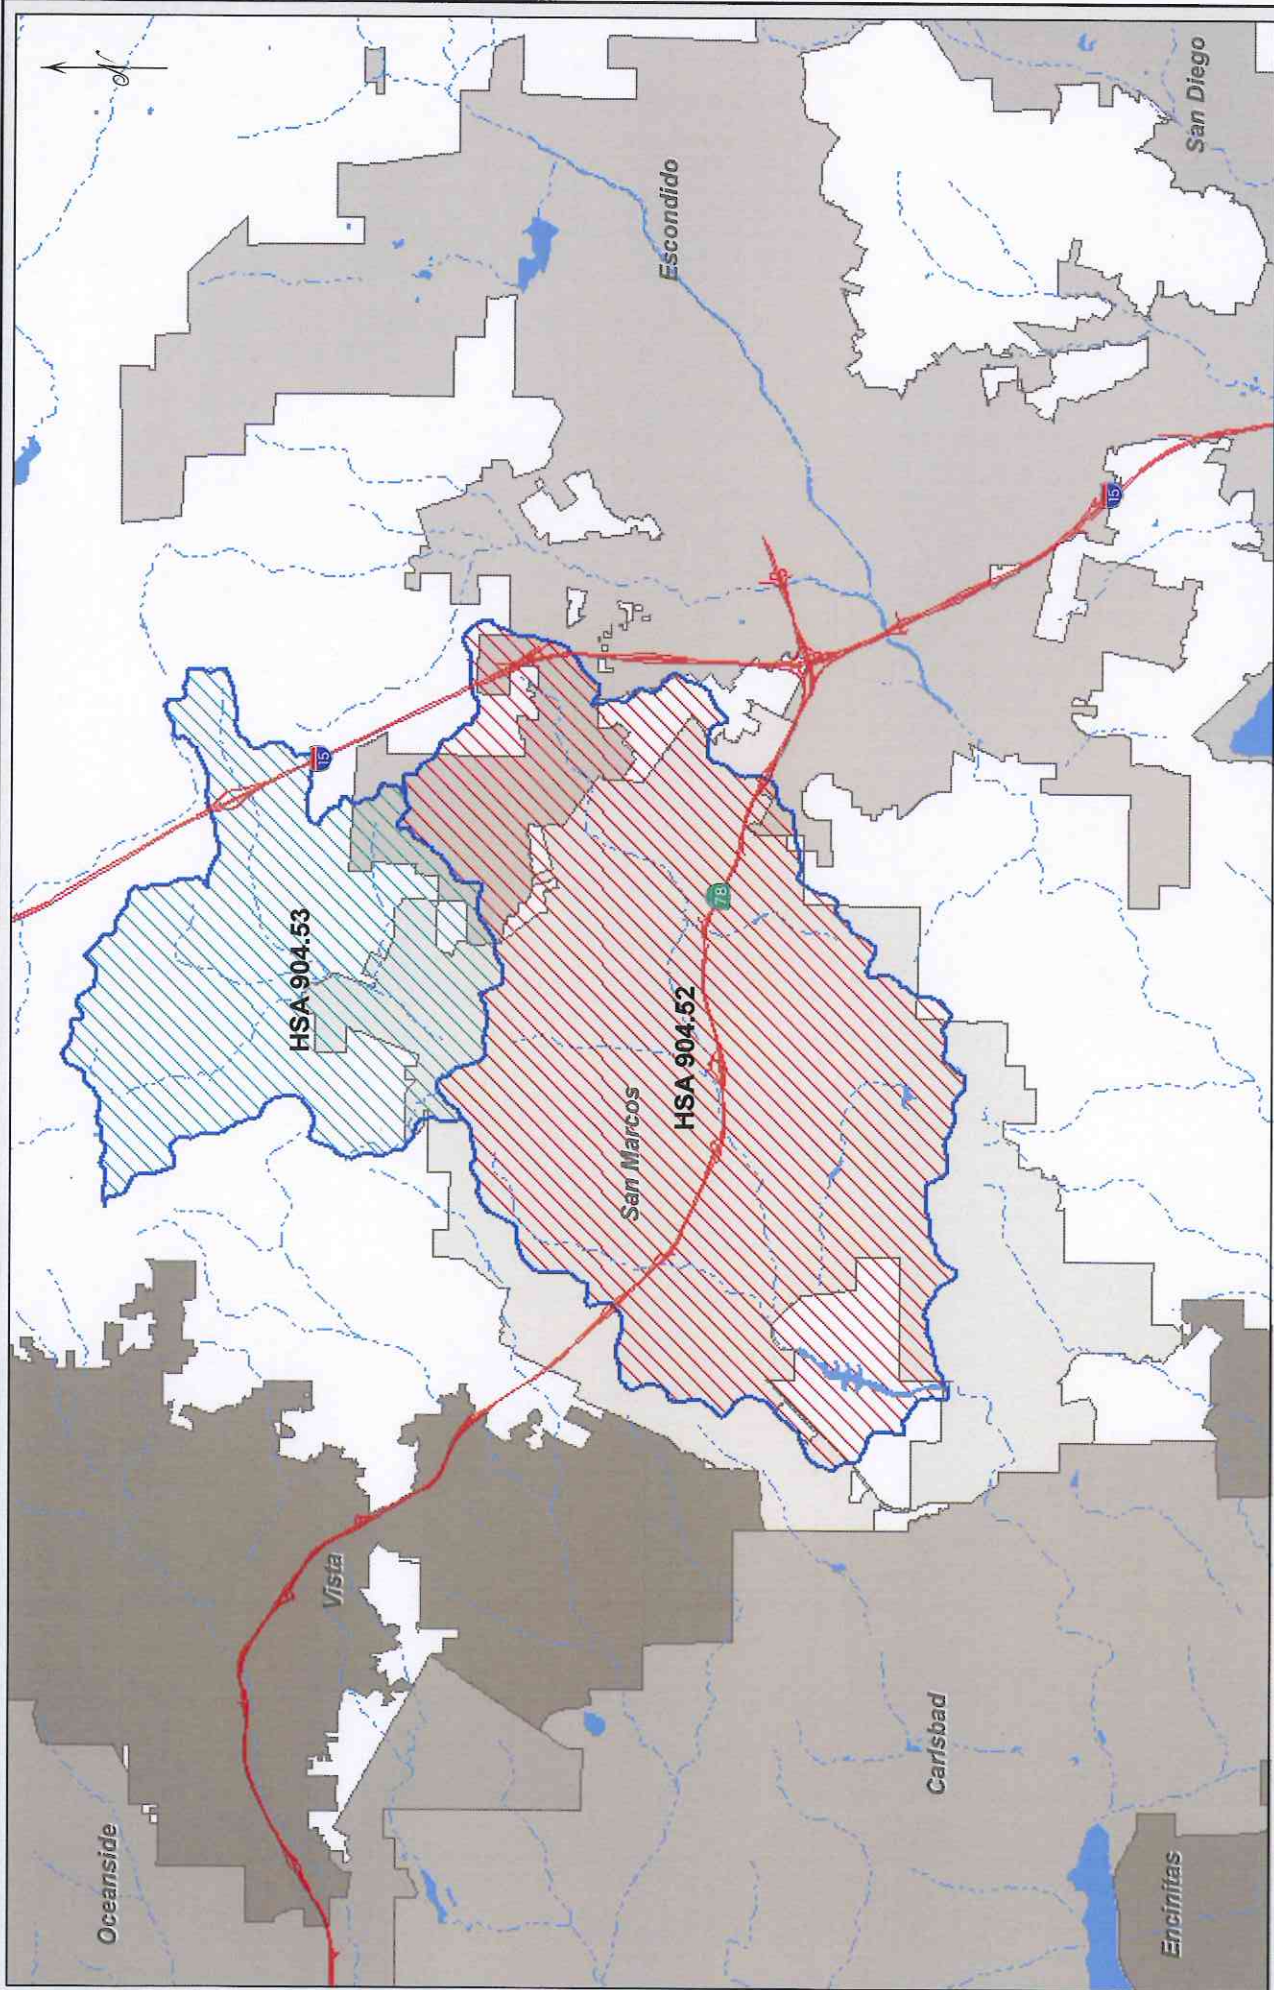 N
San Diego
Escondido
15
15
HSA 904.53
78
HSA 904.52
San Marcos
Vista
Carlsbad
Oceanside
Encinitas